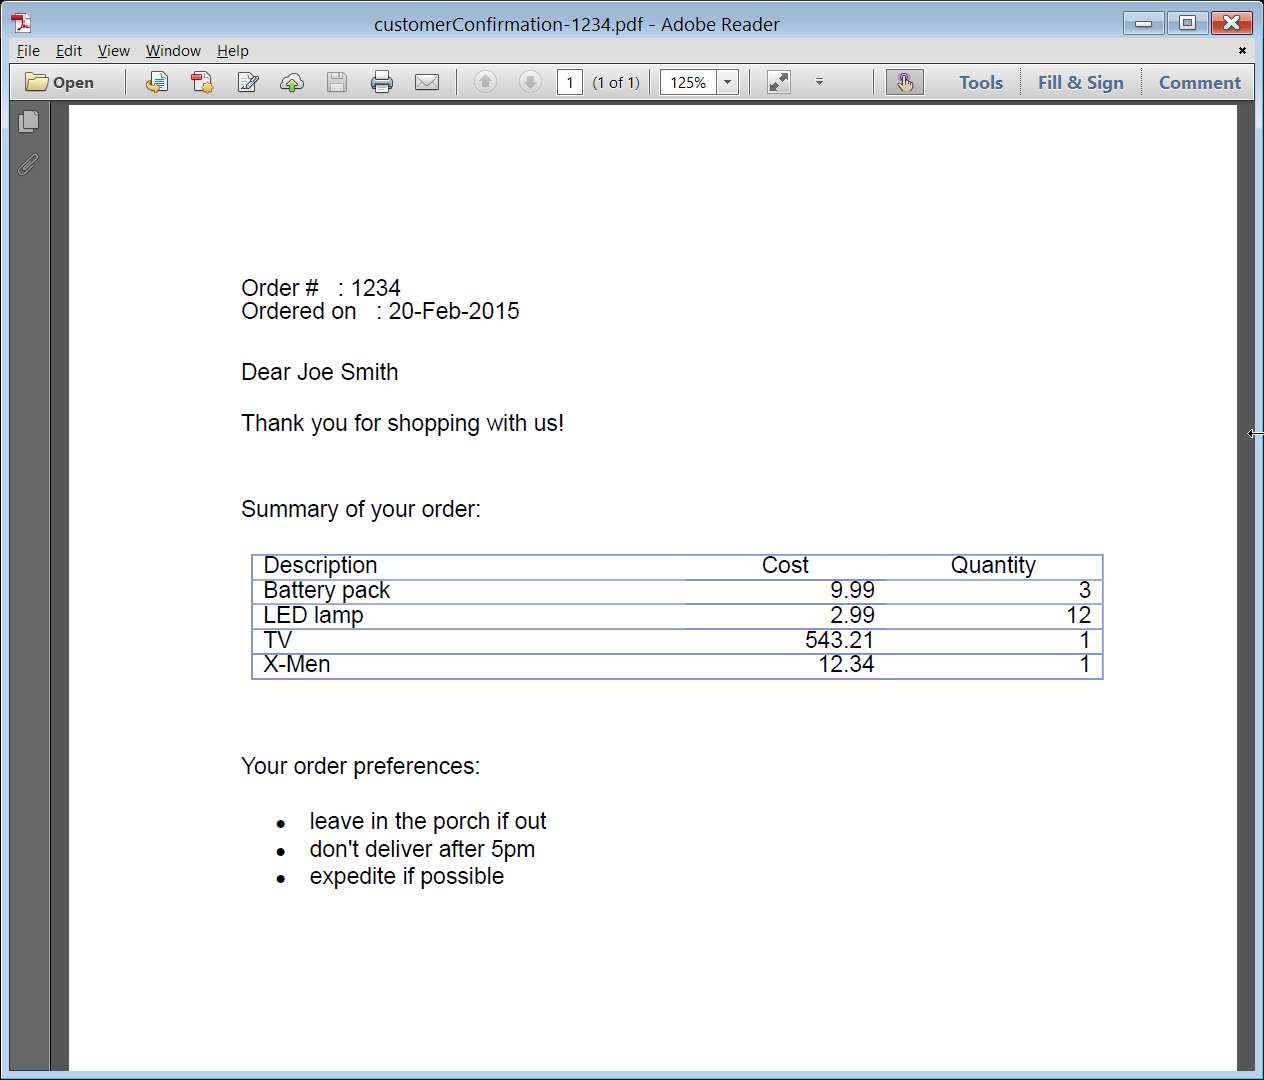 customerConfirmation-1234.pdf - Adobe Reader
File Edit View Window Help
Open 1 (1 of 1) 125% Tools Fill & Sign Comment
Order # : 1234
Ordered on : 20-Feb-2015
Dear Joe Smith
Thank you for shopping with us!
Summary of your order:
Description Cost Quantity
Battery pack 9.99 3
LED lamp 2.99 12
TV 543.21 1
X-Men 12.34 1
Your order preferences:
● leave in the porch if out
● don't deliver after 5pm
● expedite if possible